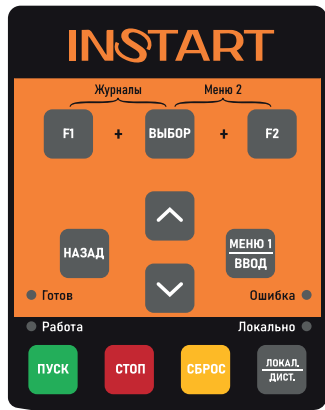 INSTART
Журналы Меню 2
F1 + ВЫБОР + F2
НАЗАД
МЕНЮ 1
ВВОД
Готов Ошибка
Работа Локально
ПУСК СТОП СБРОС ЛОКАЛ.
ДИСТ.